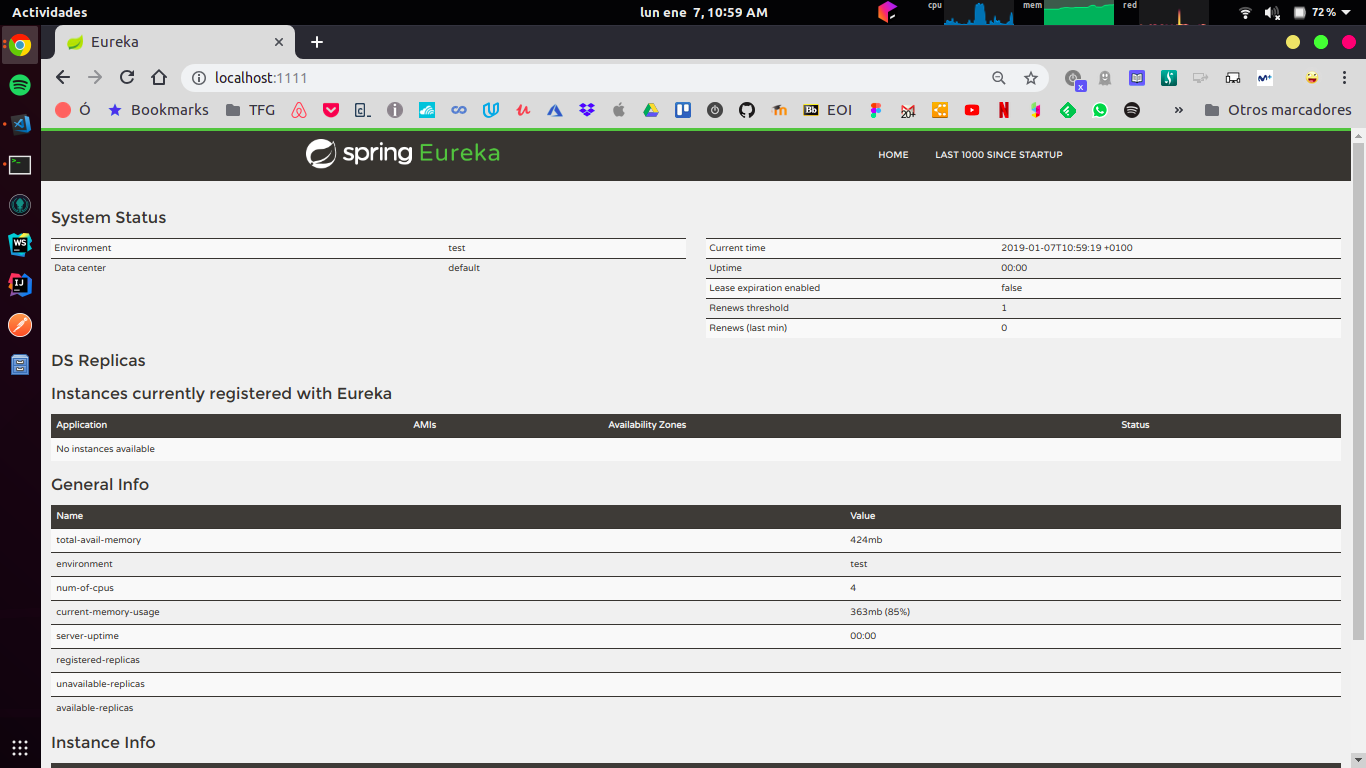 Actividades
lun ene 7, 10:59 AM
cpu
mem
red
72 %
Eureka
localhost:1111
Ó
Bookmarks
TFG
EOI
»
Otros marcadores
spring Eureka
HOME
LAST 1000 SINCE STARTUP
System Status
Environment test
Data center default
Current time 2019-01-07T10:59:19 +0100
Uptime 00:00
Lease expiration enabled false
Renews threshold 1
Renews (last min) 0
DS Replicas
Instances currently registered with Eureka
Application AMIs Availability Zones Status
No instances available
General Info
Name Value
total-avail-memory 424mb
environment test
num-of-cpus 4
current-memory-usage 363mb (85%)
server-uptime 00:00
registered-replicas
unavailable-replicas
available-replicas
Instance Info